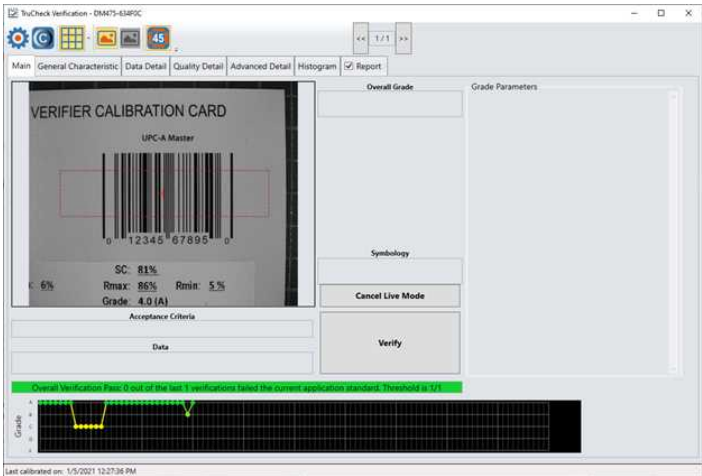 TruCheck Verification - DM475-634F0C
45
<< 1/1 >>
Main General Characteristic Data Detail Quality Detail Advanced Detail Histogram Report
VERIFIER CALIBRATION CARD
UPC-A Master
0 12345 67895 0
SC: 81%
6% Rmax: 86% Rmin: 5 %
Grade: 4.0 (A)
Acceptance Criteria
Data
Overall Grade
Symbology
Cancel Live Mode
Verify
Grade Parameters
Overall Verification Pass: 0 out of the last 1 verifications failed the current application standard. Threshold is 1/1
Grade
A
B
C
D
F
Last calibrated on: 1/5/2021 12:27:36 PM